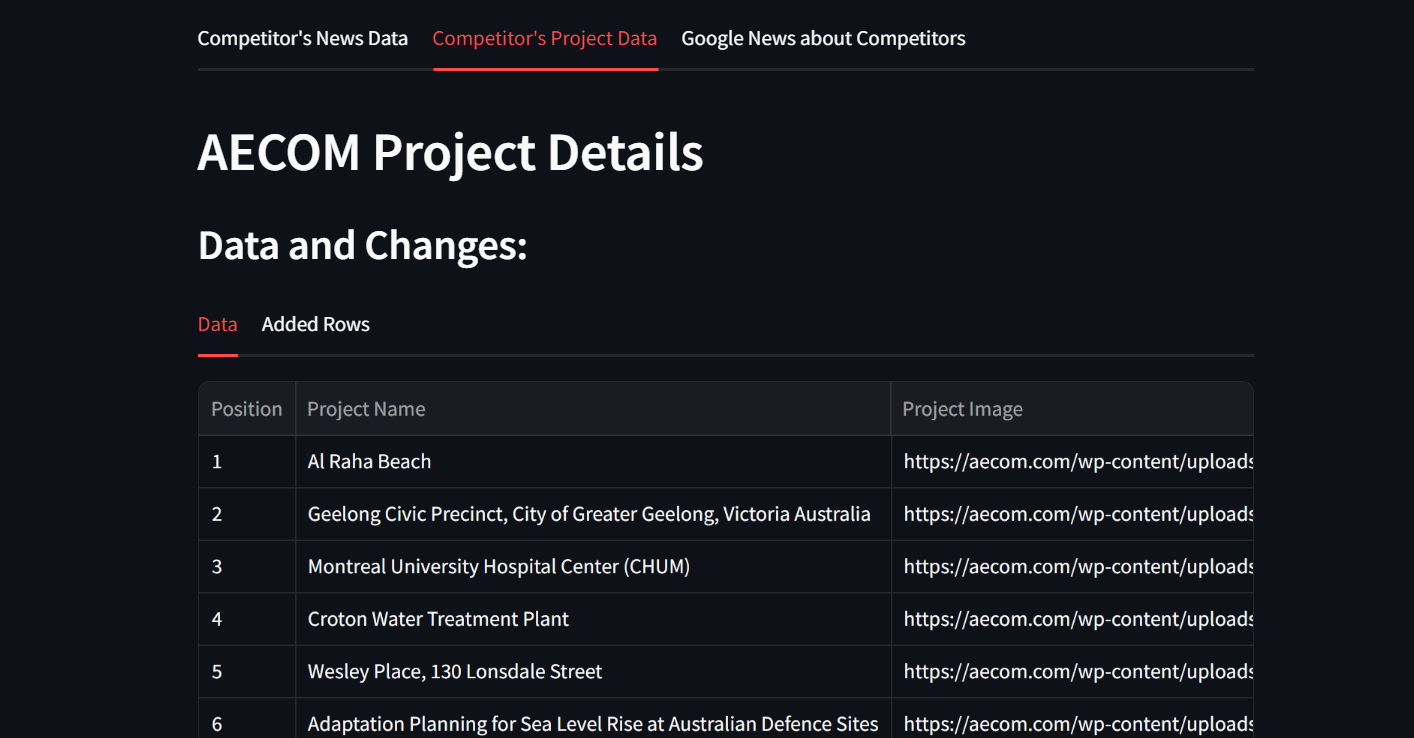 Competitor's News Data Competitor's Project Data Google News about Competitors
AECOM Project Details
Data and Changes:
Data Added Rows
Position Project Name Project Image
1 Al Raha Beach https://aecom.com/wp-content/uploads
2 Geelong Civic Precinct, City of Greater Geelong, Victoria Australia https://aecom.com/wp-content/uploads
3 Montreal University Hospital Center (CHUM) https://aecom.com/wp-content/uploads
4 Croton Water Treatment Plant https://aecom.com/wp-content/uploads
5 Wesley Place, 130 Lonsdale Street https://aecom.com/wp-content/uploads
6 Adaptation Planning for Sea Level Rise at Australian Defence Sites https://aecom.com/wp-content/uploads